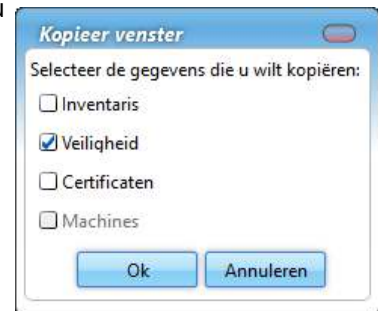 u
Kopieer venster
Selecteer de gegevens die u wilt kopiëren:
Inventaris
Veiligheid
Certificaten
Machines
Ok Annuleren